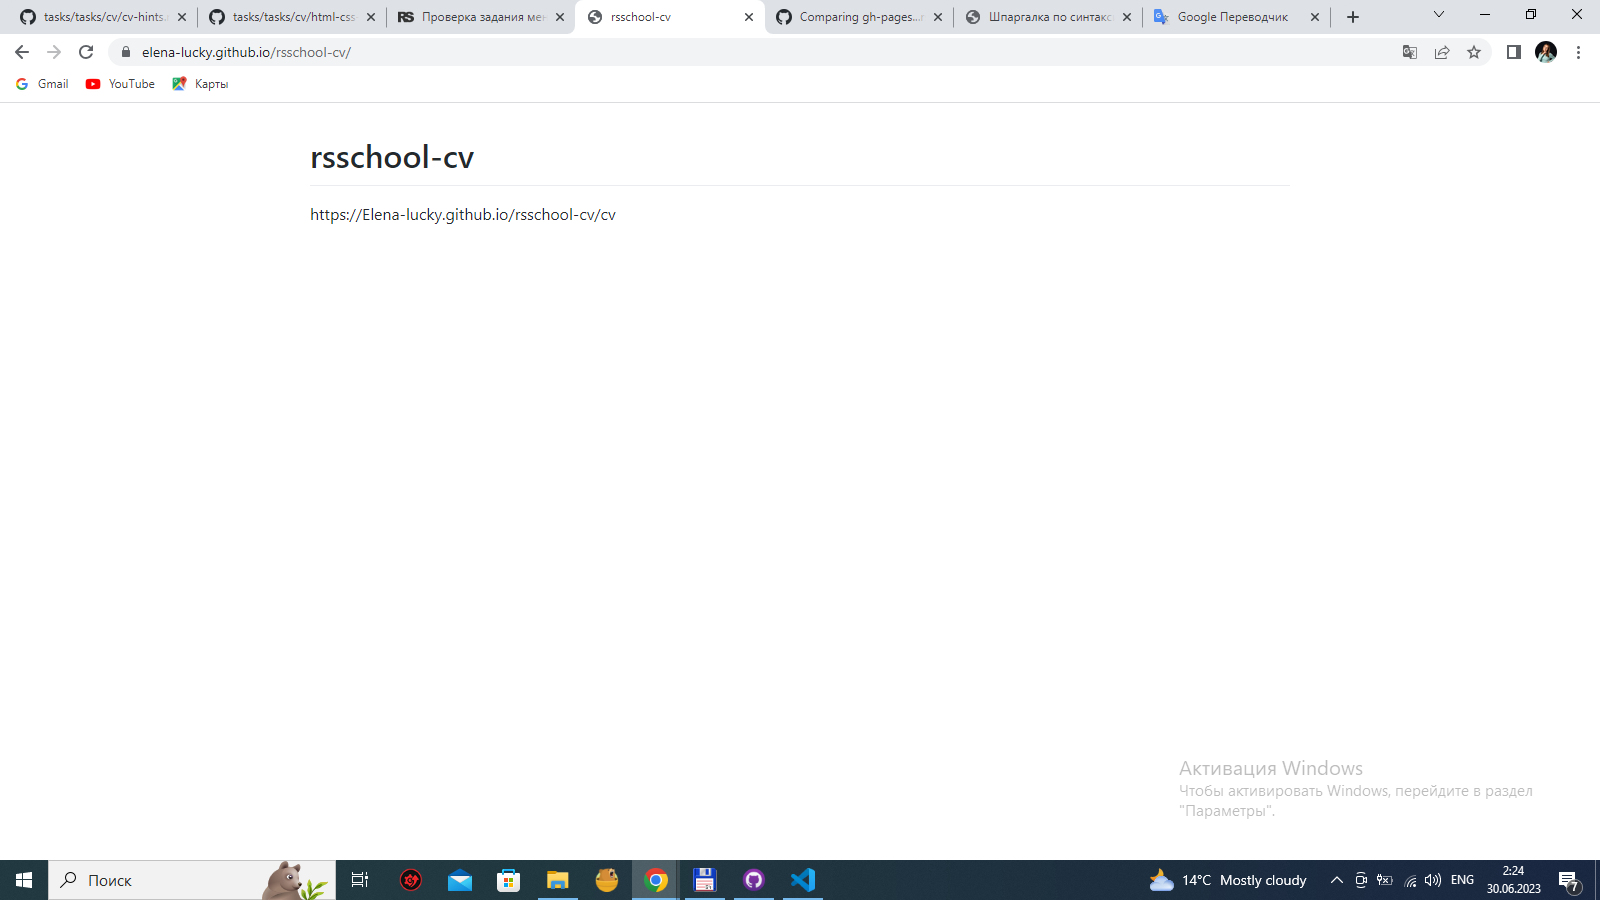 tasks/tasks/cv/cv-hints.
tasks/tasks/cv/html-css
RS Проверка задания мен
rsschool-cv
Comparing gh-pages...r
Шпаргалка по синтакс
Google Переводчик
elena-lucky.github.io/rsschool-cv/
Gmail
YouTube
Карты
rsschool-cv
https://Elena-lucky.github.io/rsschool-cv/cv
Активация Windows
Чтобы активировать Windows, перейдите в раздел
"Параметры".
Поиск
14°C Mostly cloudy
ENG
2:24
30.06.2023
7